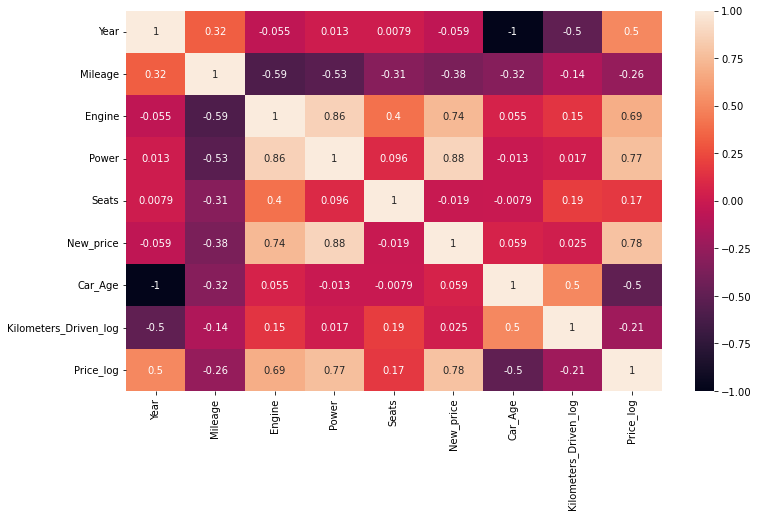 Year 1 0.32 -0.055 0.013 0.0079 -0.059 -1 -0.5 0.5
Mileage 0.32 1 -0.59 -0.53 -0.31 -0.38 -0.32 -0.14 -0.26
Engine -0.055 -0.59 1 0.86 0.4 0.74 0.055 0.15 0.69
Power 0.013 -0.53 0.86 1 0.096 0.88 -0.013 0.017 0.77
Seats 0.0079 -0.31 0.4 0.096 1 -0.019 -0.0079 0.19 0.17
New_price -0.059 -0.38 0.74 0.88 -0.019 1 0.059 0.025 0.78
Car_Age -1 -0.32 0.055 -0.013 -0.0079 0.059 1 0.5 -0.5
Kilometers_Driven_log -0.5 -0.14 0.15 0.017 0.19 0.025 0.5 1 -0.21
Price_log 0.5 -0.26 0.69 0.77 0.17 0.78 -0.5 -0.21 1
Year
Mileage
Engine
Power
Seats
New_price
Car_Age
Kilometers_Driven_log
Price_log
1.00
0.75
0.50
0.25
0.00
−0.25
−0.50
−0.75
−1.00